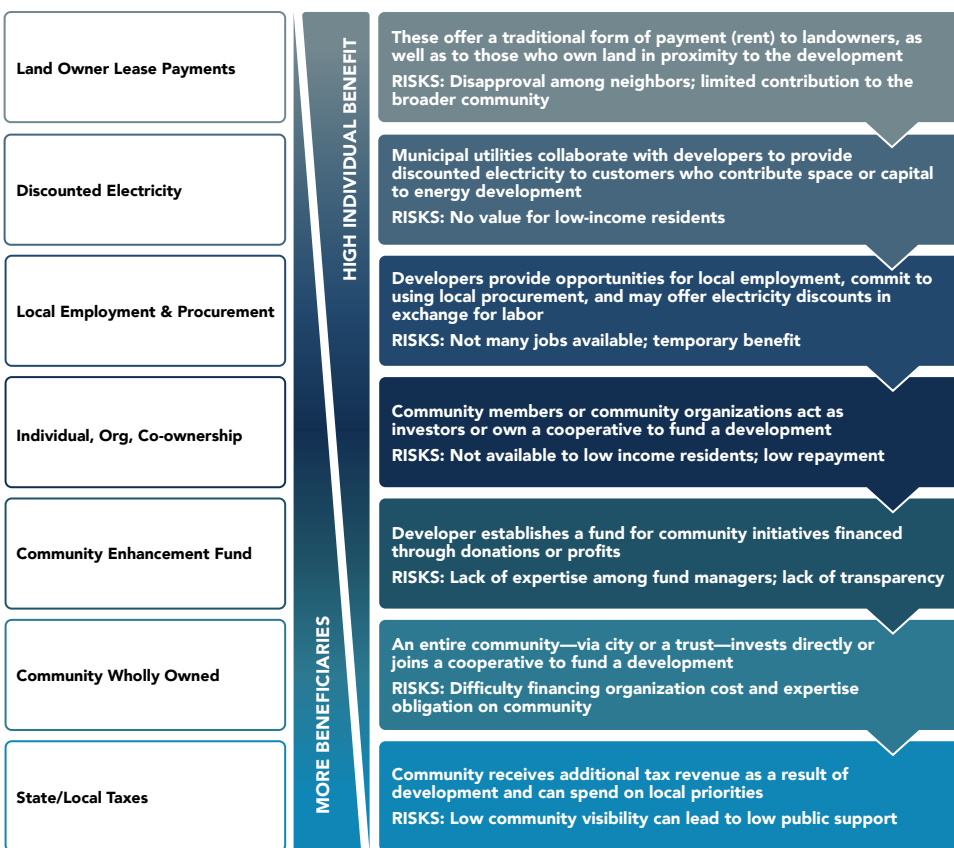 Land Owner Lease Payments
These offer a traditional form of payment (rent) to landowners, as
well as to those who own land in proximity to the development
RISKS: Disapproval among neighbors; limited contribution to the
broader community
HIGH INDIVIDUAL BENEFIT
Discounted Electricity
Municipal utilities collaborate with developers to provide
discounted electricity to customers who contribute space or capital
to energy development
RISKS: No value for low-income residents
Local Employment & Procurement
Developers provide opportunities for local employment, commit to
using local procurement, and may offer electricity discounts in
exchange for labor
RISKS: Not many jobs available; temporary benefit
Individual, Org, Co-ownership
Community members or community organizations act as
investors or own a cooperative to fund a development
RISKS: Not available to low income residents; low repayment
Community Enhancement Fund
Developer establishes a fund for community initiatives financed
through donations or profits
RISKS: Lack of expertise among fund managers; lack of transparency
MORE BENEFICIARIES
Community Wholly Owned
An entire community—via city or a trust—invests directly or
joins a cooperative to fund a development
RISKS: Difficulty financing organization cost and expertise
obligation on community
State/Local Taxes
Community receives additional tax revenue as a result of
development and can spend on local priorities
RISKS: Low community visibility can lead to low public support